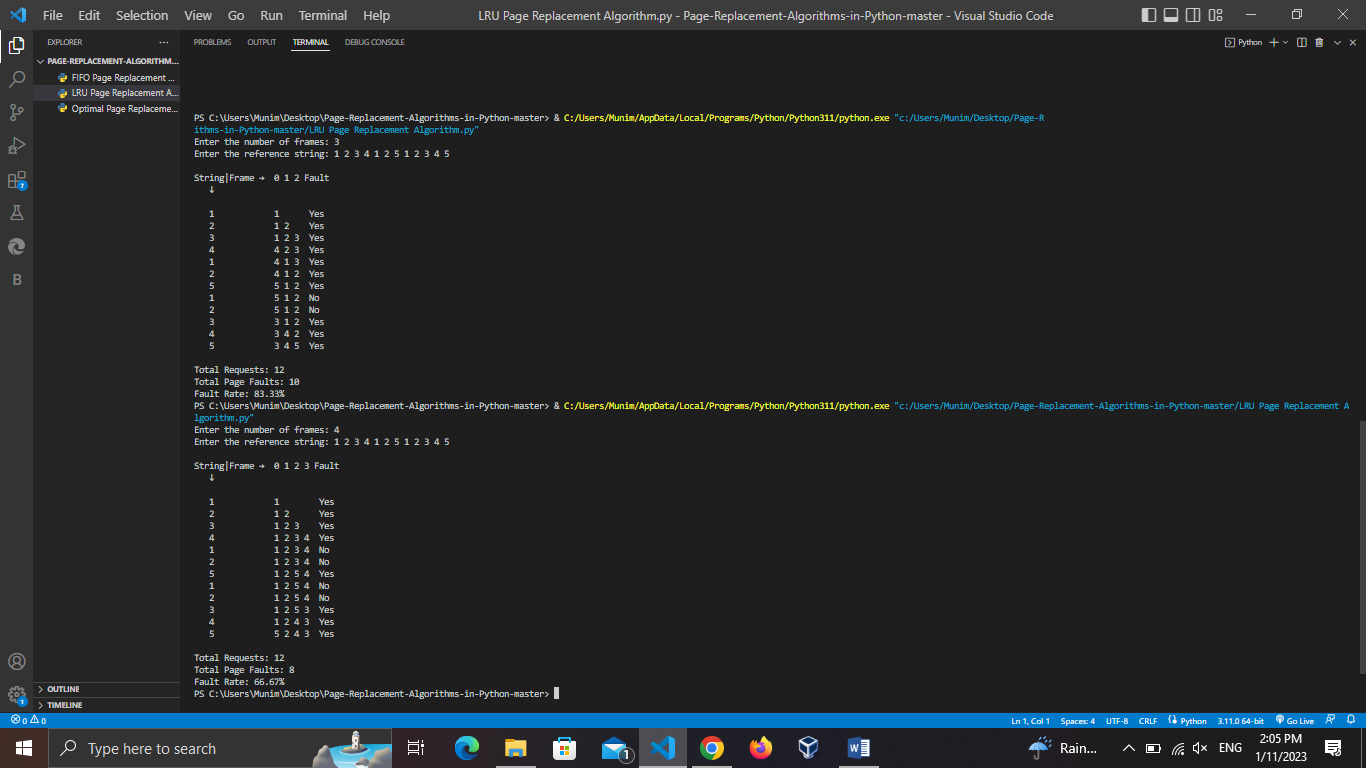 File Edit Selection View Go Run Terminal Help
LRU Page Replacement Algorithm.py - Page-Replacement-Algorithms-in-Python-master - Visual Studio Code
EXPLORER ...
PAGE-REPLACEMENT-ALGORITHM...
FIFO Page Replacement ...
LRU Page Replacement A...
Optimal Page Replaceme...
PROBLEMS OUTPUT TERMINAL DEBUG CONSOLE
Python
PS C:\Users\Munim\Desktop\Page-Replacement-Algorithms-in-Python-master> & C:/Users/Munim/AppData/Local/Programs/Python/Python311/python.exe "c:/Users/Munim/Desktop/Page-R
ithms-in-Python-master/LRU Page Replacement Algorithm.py"
Enter the number of frames: 3
Enter the reference string: 1 2 3 4 1 2 5 1 2 3 4 5
String|Frame → 0 1 2 Fault
↓
1 1 Yes
2 1 2 Yes
3 1 2 3 Yes
4 4 2 3 Yes
1 4 1 3 Yes
2 4 1 2 Yes
5 5 1 2 Yes
1 5 1 2 No
2 5 1 2 No
3 3 1 2 Yes
4 3 4 2 Yes
5 3 4 5 Yes
Total Requests: 12
Total Page Faults: 10
Fault Rate: 83.33%
PS C:\Users\Munim\Desktop\Page-Replacement-Algorithms-in-Python-master> & C:/Users/Munim/AppData/Local/Programs/Python/Python311/python.exe "c:/Users/Munim/Desktop/Page-Replacement-Algorithms-in-Python-master/LRU Page Replacement A
lgorithm.py"
Enter the number of frames: 4
Enter the reference string: 1 2 3 4 1 2 5 1 2 3 4 5
String|Frame → 0 1 2 3 Fault
↓
1 1 Yes
2 1 2 Yes
3 1 2 3 Yes
4 1 2 3 4 Yes
1 1 2 3 4 No
2 1 2 3 4 No
5 1 2 5 4 Yes
1 1 2 5 4 No
2 1 2 5 4 No
3 1 2 5 3 Yes
4 1 2 4 3 Yes
5 5 2 4 3 Yes
Total Requests: 12
Total Page Faults: 8
Fault Rate: 66.67%
PS C:\Users\Munim\Desktop\Page-Replacement-Algorithms-in-Python-master>
7
B
1
OUTLINE
TIMELINE
0 0
Ln 1, Col 1 Spaces: 4 UTF-8 CRLF Python 3.11.0 64-bit Go Live
Type here to search
1
W
Rain...
ENG
2:05 PM
1/11/2023